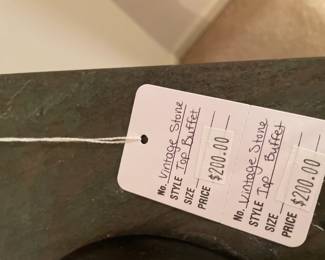 No. Vintage Stone
STYLE Top Buffet
SIZE
PRICE $200.00
No. Vintage Stone
STYLE Top Buffet
SIZE
PRICE $200.00